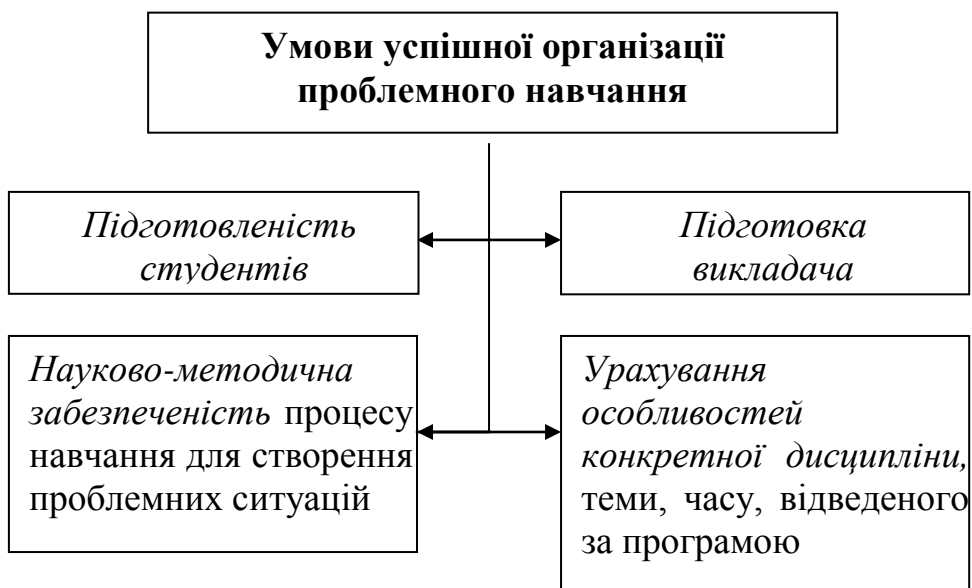 Умови успішної організації
проблемного навчання
Підготовленість
студентів
Підготовка
викладача
Науково-методична
забезпеченість процесу
навчання для створення
проблемних ситуацій
Урахування
особливостей
конкретної дисципліни,
теми, часу, відведеного
за програмою